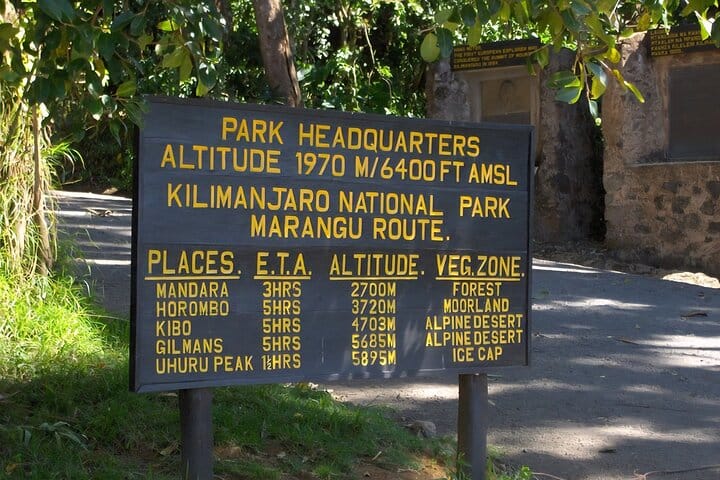 PARK HEADQUARTERS
ALTITUDE 1970 M/6400 FT AMSL
KILIMANJARO NATIONAL PARK
MARANGU ROUTE.
PLACES. E.T.A. ALTITUDE. VEG.ZONE.
MANDARA 3HRS 2700M FOREST
HOROMBO 5HRS 3720M MOORLAND
KIBO 5HRS 4703M ALPINE DESERT
GILMANS 5HRS 5685M ALPINE DESERT
UHURU PEAK 1½HRS 5895M ICE CAP